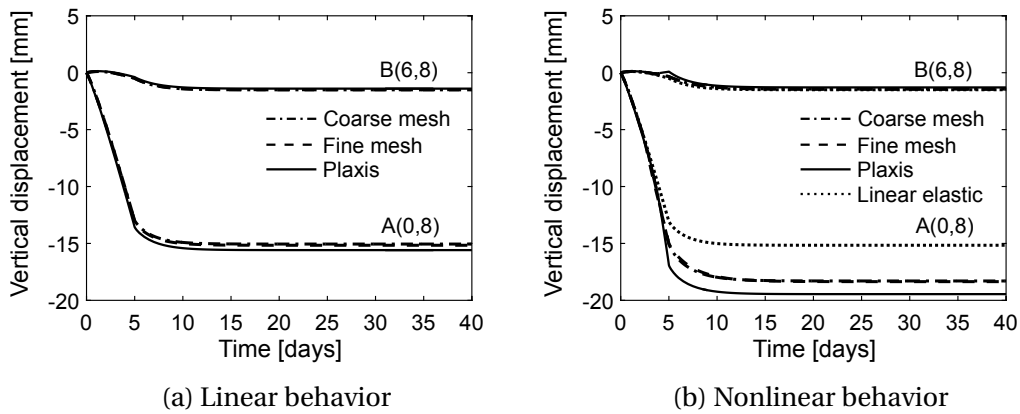 Vertical displacement [mm]
5
0
-5
-10
-15
-20
B(6,8)
Coarse mesh
Fine mesh
Plaxis
A(0,8)
0 5 10 15 20 25 30 35 40
Time [days]
(a) Linear behavior
Vertical displacement [mm]
5
0
-5
-10
-15
-20
B(6,8)
Coarse mesh
Fine mesh
Plaxis
Linear elastic
A(0,8)
0 5 10 15 20 25 30 35 40
Time [days]
(b) Nonlinear behavior